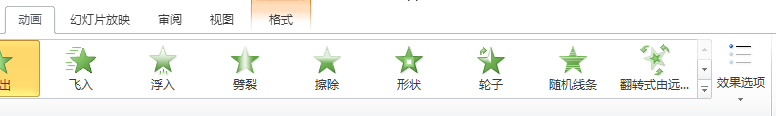 动画 幻灯片放映 审阅 视图 格式
出 飞入 浮入 劈裂 擦除 形状 轮子 随机线条 翻转式由远... 效果选项